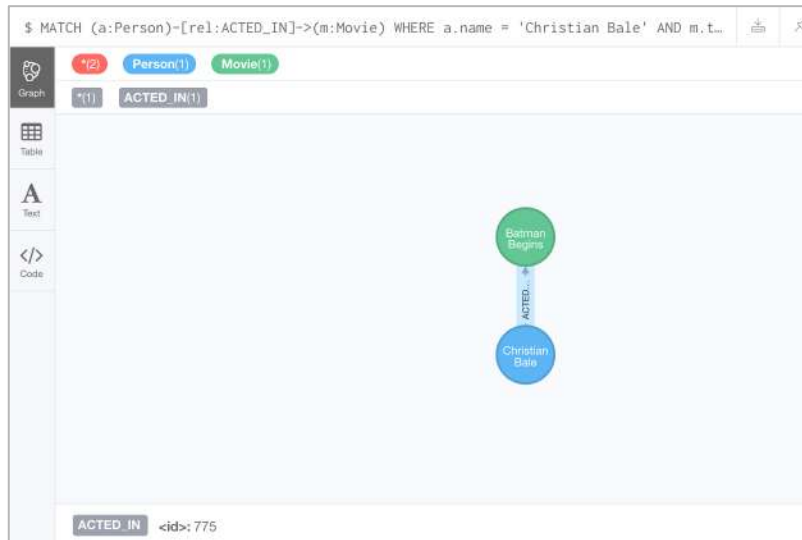 $ MATCH (a:Person)-[rel:ACTED_IN]->(m:Movie) WHERE a.name = 'Christian Bale' AND m.t…
*(2) Person(1) Movie(1)
Graph
*(1) ACTED_IN(1)
Table
A
Text
</>
Code
Batman
Begins
ACTED…
Christian
Bale
ACTED_IN <id>: 775